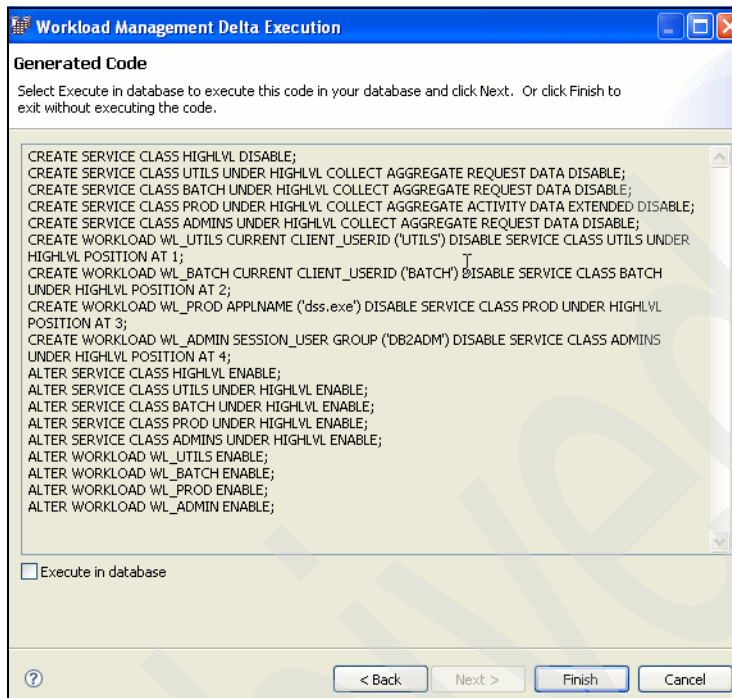 Workload Management Delta Execution
Generated Code
Select Execute in database to execute this code in your database and click Next. Or click Finish to
exit without executing the code.
CREATE SERVICE CLASS HIGHLVL DISABLE;
CREATE SERVICE CLASS UTILS UNDER HIGHLVL COLLECT AGGREGATE REQUEST DATA DISABLE;
CREATE SERVICE CLASS BATCH UNDER HIGHLVL COLLECT AGGREGATE REQUEST DATA DISABLE;
CREATE SERVICE CLASS PROD UNDER HIGHLVL COLLECT AGGREGATE ACTIVITY DATA EXTENDED DISABLE;
CREATE SERVICE CLASS ADMINS UNDER HIGHLVL COLLECT AGGREGATE REQUEST DATA DISABLE;
CREATE WORKLOAD WL_UTILS CURRENT CLIENT_USERID ('UTILS') DISABLE SERVICE CLASS UTILS UNDER
HIGHLVL POSITION AT 1;
CREATE WORKLOAD WL_BATCH CURRENT CLIENT_USERID ('BATCH') DISABLE SERVICE CLASS BATCH
UNDER HIGHLVL POSITION AT 2;
CREATE WORKLOAD WL_PROD APPLNAME ('dss.exe') DISABLE SERVICE CLASS PROD UNDER HIGHLVL
POSITION AT 3;
CREATE WORKLOAD WL_ADMIN SESSION_USER GROUP ('DB2ADM') DISABLE SERVICE CLASS ADMINS
UNDER HIGHLVL POSITION AT 4;
ALTER SERVICE CLASS HIGHLVL ENABLE;
ALTER SERVICE CLASS UTILS UNDER HIGHLVL ENABLE;
ALTER SERVICE CLASS BATCH UNDER HIGHLVL ENABLE;
ALTER SERVICE CLASS PROD UNDER HIGHLVL ENABLE;
ALTER SERVICE CLASS ADMINS UNDER HIGHLVL ENABLE;
ALTER WORKLOAD WL_UTILS ENABLE;
ALTER WORKLOAD WL_BATCH ENABLE;
ALTER WORKLOAD WL_PROD ENABLE;
ALTER WORKLOAD WL_ADMIN ENABLE;
Execute in database
? < Back Next > Finish Cancel